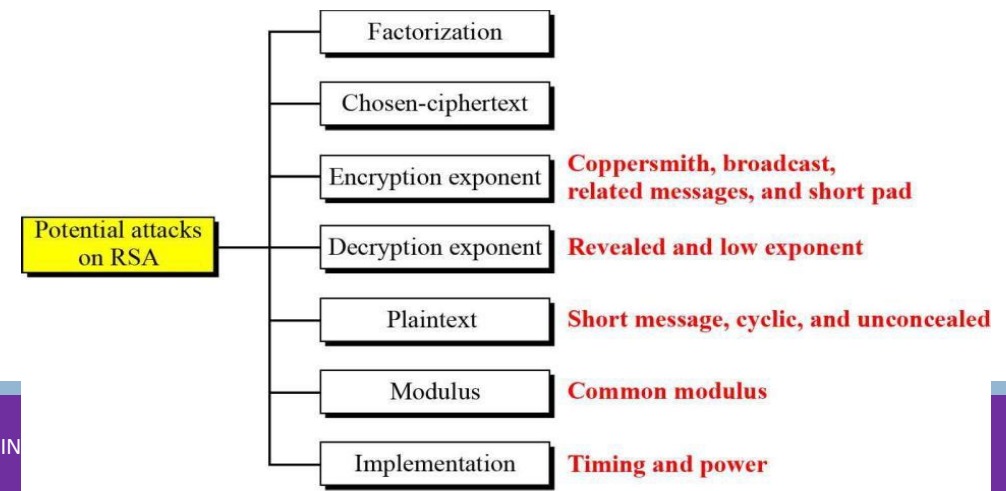 Factorization
Chosen-ciphertext
Encryption exponent
Coppersmith, broadcast,
related messages, and short pad
Potential attacks
on RSA
Decryption exponent
Revealed and low exponent
Plaintext
Short message, cyclic, and unconcealed
Modulus
Common modulus
IN
Implementation
Timing and power